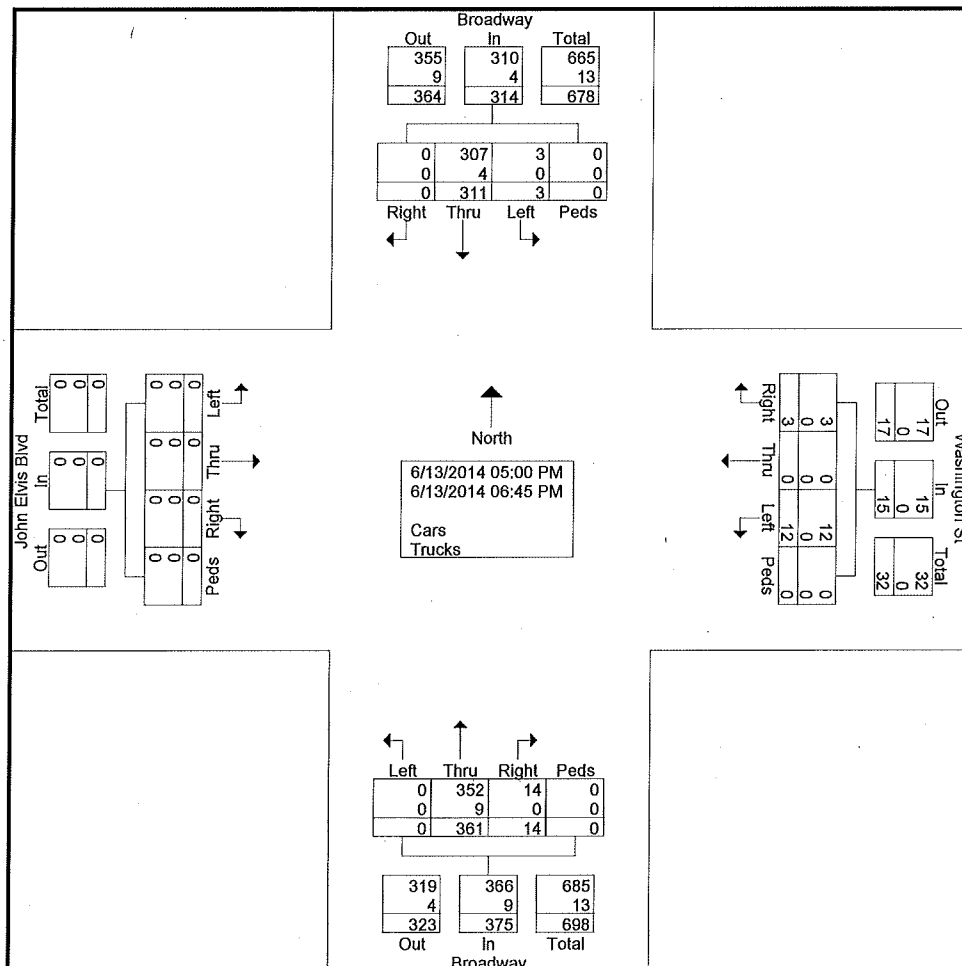 Broadway
Out In Total
355 310 665
9 4 13
364 314 678
0 307 3 0
0 4 0 0
0 311 3 0
Right Thru Left Peds
John Elvis Blvd
Total In Out
0 0 0
0 0 0
0 0 0
Left Thru Right Peds
0 0 0 0
0 0 0 0
0 0 0 0
North
6/13/2014 05:00 PM
6/13/2014 06:45 PM
Cars
Trucks
Washington St
Out In Total
17 15 32
0 0 0
17 15 32
3 0 12 0
0 0 0 0
3 0 12 0
Right Thru Left Peds
Left Thru Right Peds
0 352 14 0
0 9 0 0
0 361 14 0
319 366 685
4 9 13
323 375 698
Out In Total
Broadway